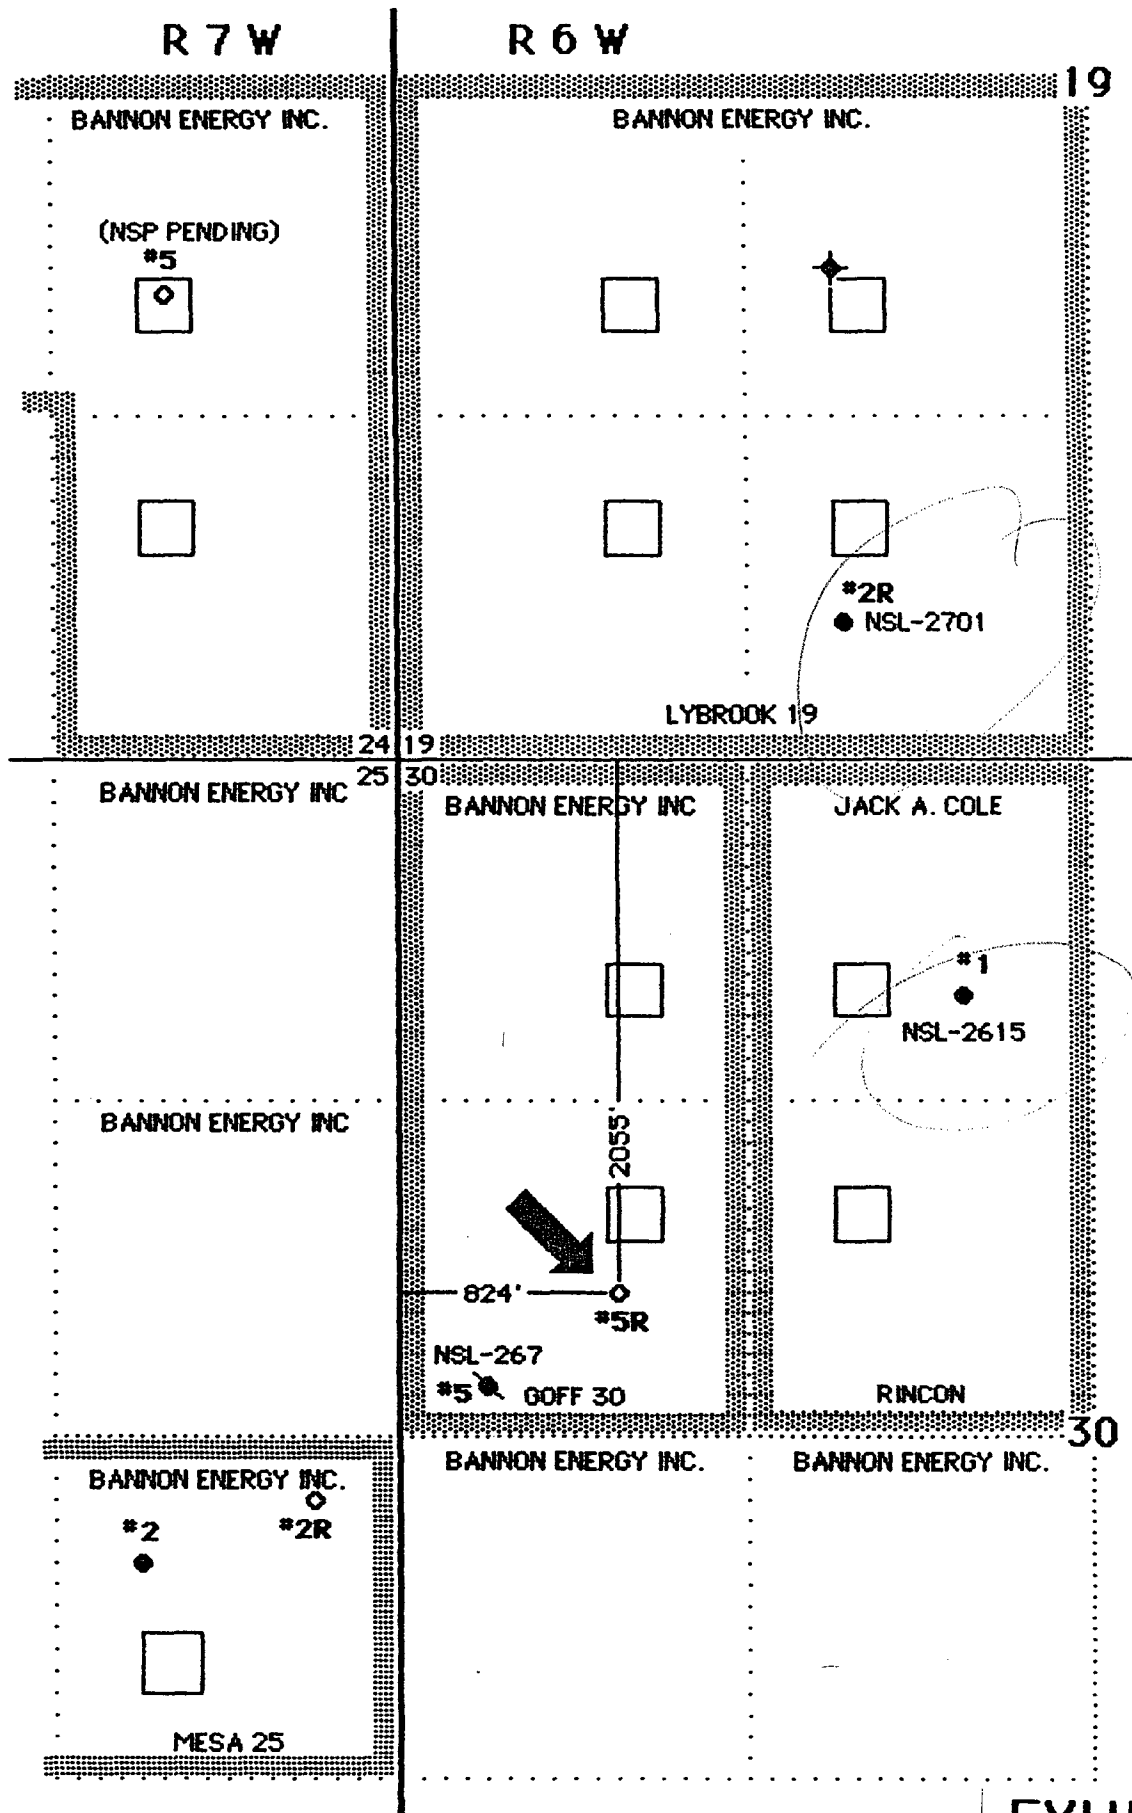 R 7 W
R 6 W
19
BANNON ENERGY INC.
BANNON ENERGY INC.
(NSP PENDING)
#5
#2R
NSL-2701
LYBROOK 19
24 19
25 30
BANNON ENERGY INC
BANNON ENERGY INC
JACK A. COLE
#1
NSL-2615
BANNON ENERGY INC
2055'
824'
#5R
NSL-267
#5
GOFF 30
RINCON
30
BANNON ENERGY INC.
BANNON ENERGY INC.
BANNON ENERGY INC.
#2R
#2
MESA 25